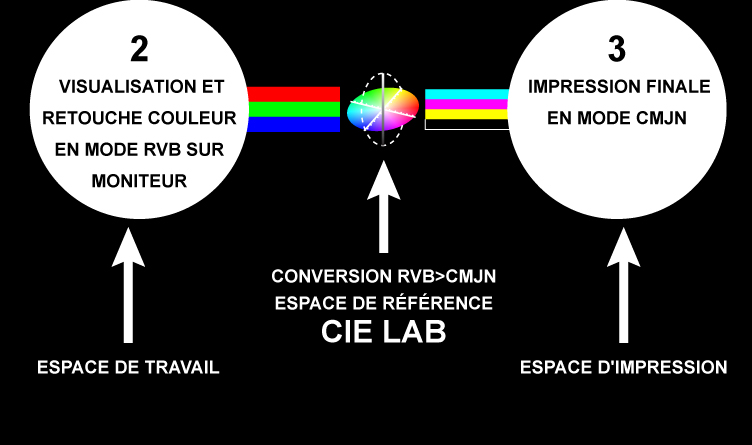 2
VISUALISATION ET
RETOUCHE COULEUR
EN MODE RVB SUR
MONITEUR
3
IMPRESSION FINALE
EN MODE CMJN
CONVERSION RVB>CMJN
ESPACE DE RÉFÉRENCE
CIE LAB
ESPACE DE TRAVAIL
ESPACE D'IMPRESSION